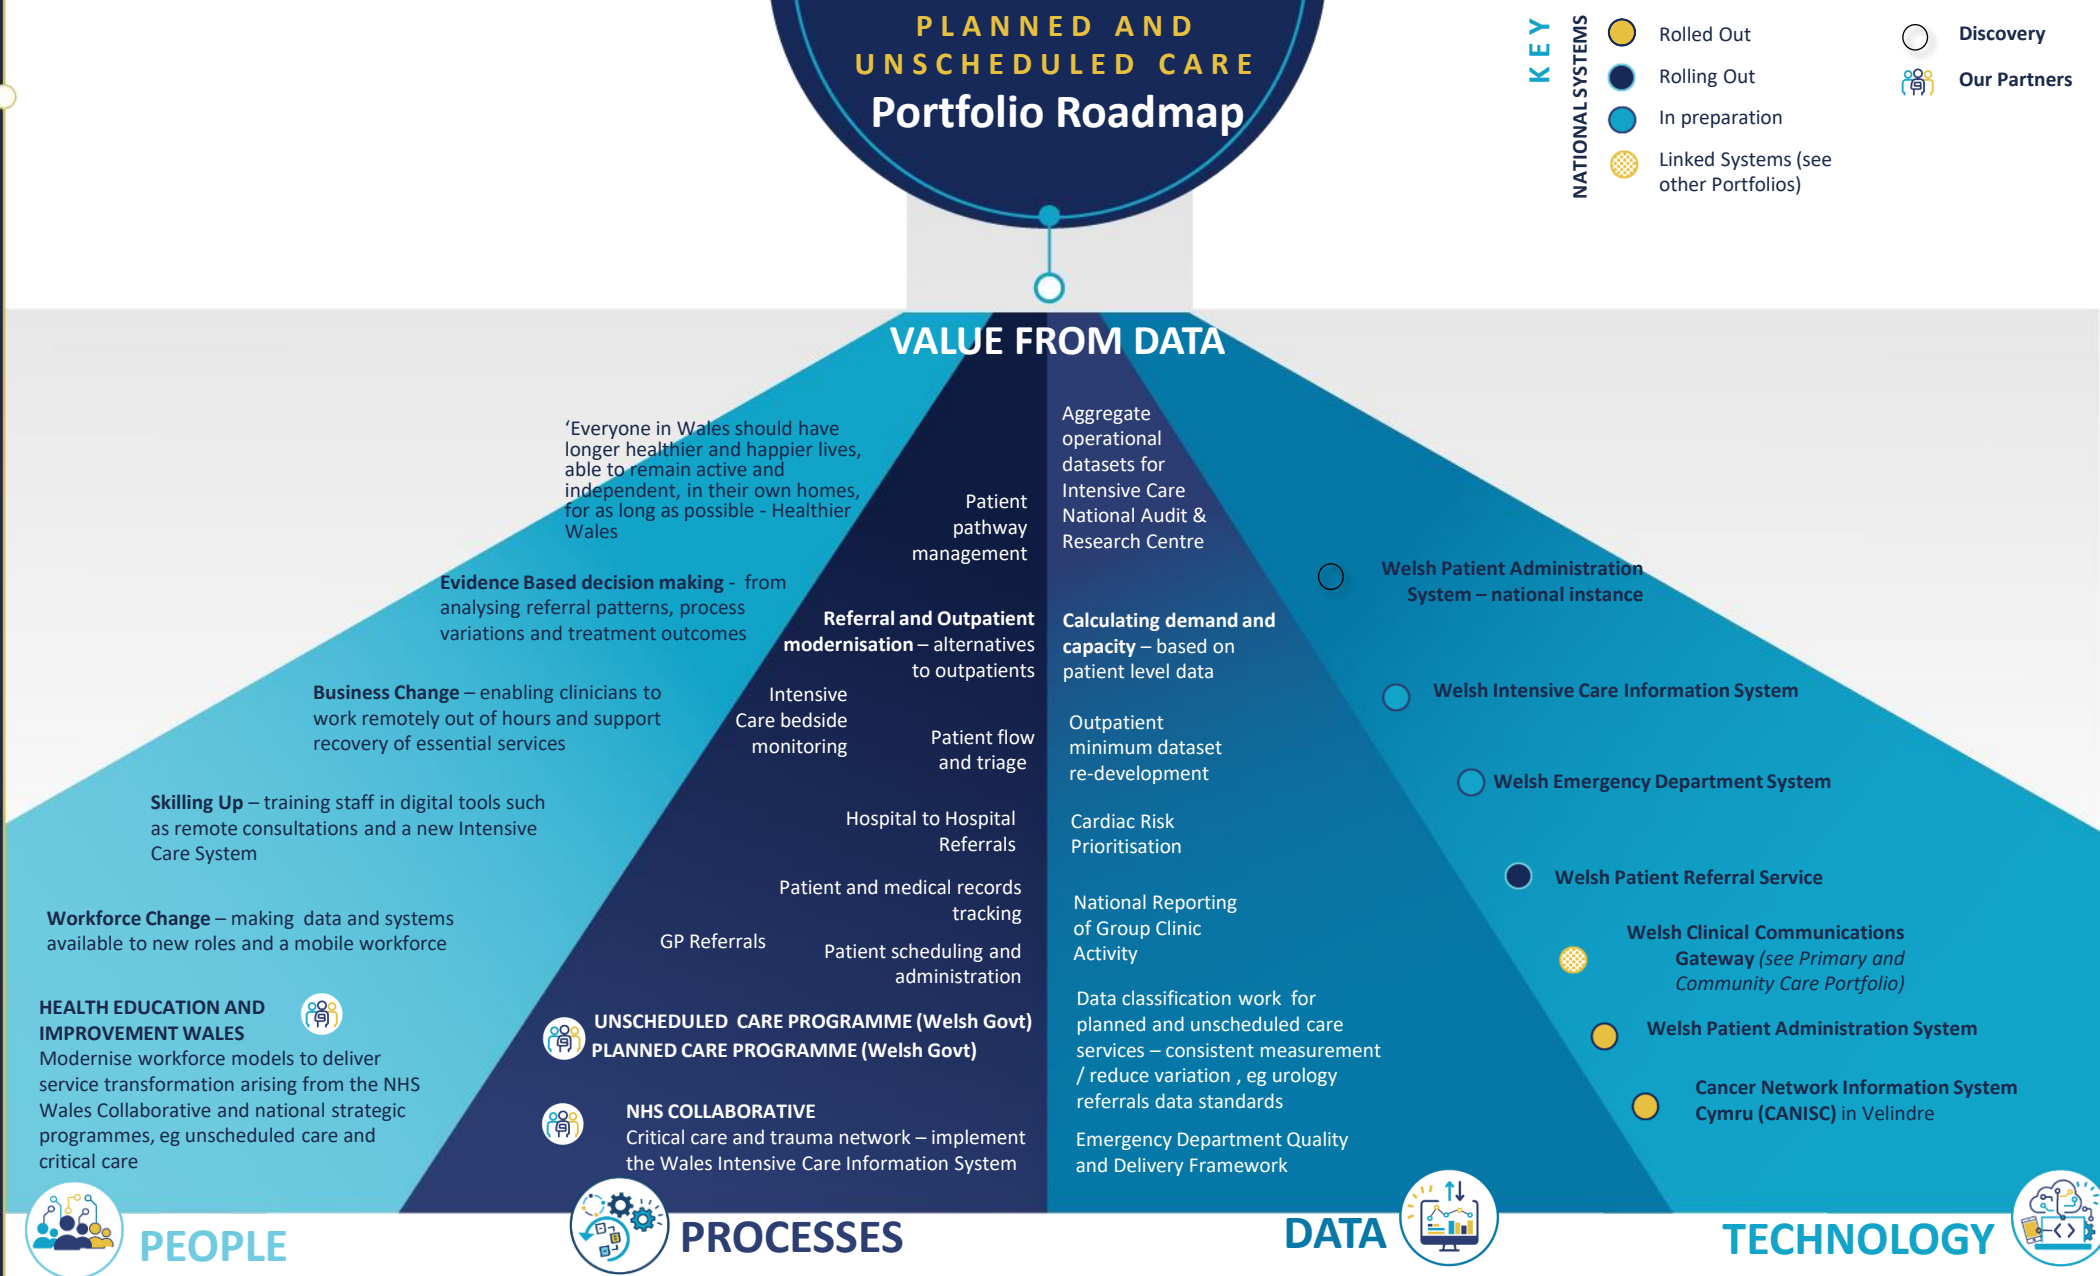 PLANNED AND
UNSCHEDULED CARE
Portfolio Roadmap
KEY
NATIONAL SYSTEMS
Rolled Out
Rolling Out
In preparation
Linked Systems (see
other Portfolios)
Discovery
Our Partners
VALUE FROM DATA
‘Everyone in Wales should have
longer healthier and happier lives,
able to remain active and
independent, in their own homes,
for as long as possible - Healthier
Wales
Evidence Based decision making - from
analysing referral patterns, process
variations and treatment outcomes
Business Change – enabling clinicians to
work remotely out of hours and support
recovery of essential services
Skilling Up – training staff in digital tools such
as remote consultations and a new Intensive
Care System
Workforce Change – making data and systems
available to new roles and a mobile workforce
HEALTH EDUCATION AND
IMPROVEMENT WALES
Modernise workforce models to deliver
service transformation arising from the NHS
Wales Collaborative and national strategic
programmes, eg unscheduled care and
critical care
PEOPLE
Patient
pathway
management
Referral and Outpatient
modernisation – alternatives
to outpatients
Intensive
Care bedside
monitoring
Patient flow
and triage
Hospital to Hospital
Referrals
Patient and medical records
tracking
GP Referrals
Patient scheduling and
administration
UNSCHEDULED CARE PROGRAMME (Welsh Govt)
PLANNED CARE PROGRAMME (Welsh Govt)
NHS COLLABORATIVE
Critical care and trauma network – implement
the Wales Intensive Care Information System
PROCESSES
Aggregate
operational
datasets for
Intensive Care
National Audit &
Research Centre
Calculating demand and
capacity – based on
patient level data
Outpatient
minimum dataset
re-development
Cardiac Risk
Prioritisation
National Reporting
of Group Clinic
Activity
Data classification work for
planned and unscheduled care
services – consistent measurement
/ reduce variation , eg urology
referrals data standards
Emergency Department Quality
and Delivery Framework
DATA
Welsh Patient Administration
System – national instance
Welsh Intensive Care Information System
Welsh Emergency Department System
Welsh Patient Referral Service
Welsh Clinical Communications
Gateway (see Primary and
Community Care Portfolio)
Welsh Patient Administration System
Cancer Network Information System
Cymru (CANISC) in Velindre
TECHNOLOGY